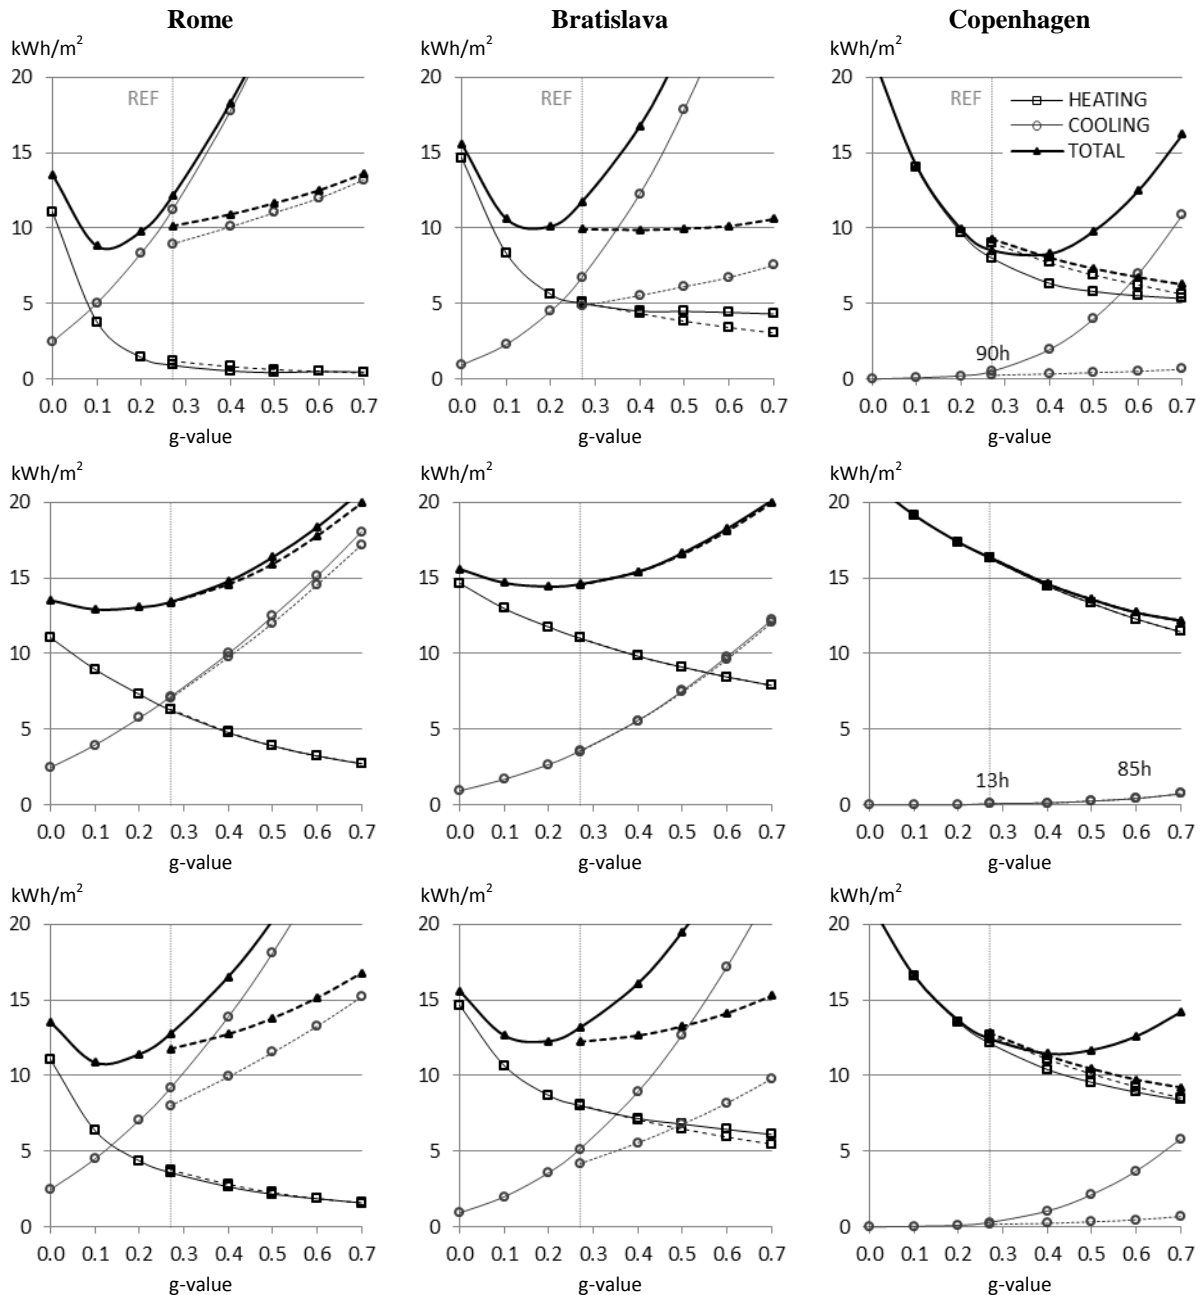 Rome Bratislava Copenhagen
kWh/m² kWh/m² kWh/m²
20 20 20
REF REF REF HEATING
COOLING
15 15 15 TOTAL
10 10 10
5 5 5
90h
0 0 0
0.0 0.1 0.2 0.3 0.4 0.5 0.6 0.7 0.0 0.1 0.2 0.3 0.4 0.5 0.6 0.7 0.0 0.1 0.2 0.3 0.4 0.5 0.6 0.7
g-value g-value g-value
kWh/m² kWh/m² kWh/m²
20 20 20
15 15 15
10 10 10
5 5 5
13h 85h
0 0 0
0.0 0.1 0.2 0.3 0.4 0.5 0.6 0.7 0.0 0.1 0.2 0.3 0.4 0.5 0.6 0.7 0.0 0.1 0.2 0.3 0.4 0.5 0.6 0.7
g-value g-value g-value
kWh/m² kWh/m² kWh/m²
20 20 20
15 15 15
10 10 10
5 5 5
0 0 0
0.0 0.1 0.2 0.3 0.4 0.5 0.6 0.7 0.0 0.1 0.2 0.3 0.4 0.5 0.6 0.7 0.0 0.1 0.2 0.3 0.4 0.5 0.6 0.7
g-value g-value g-value